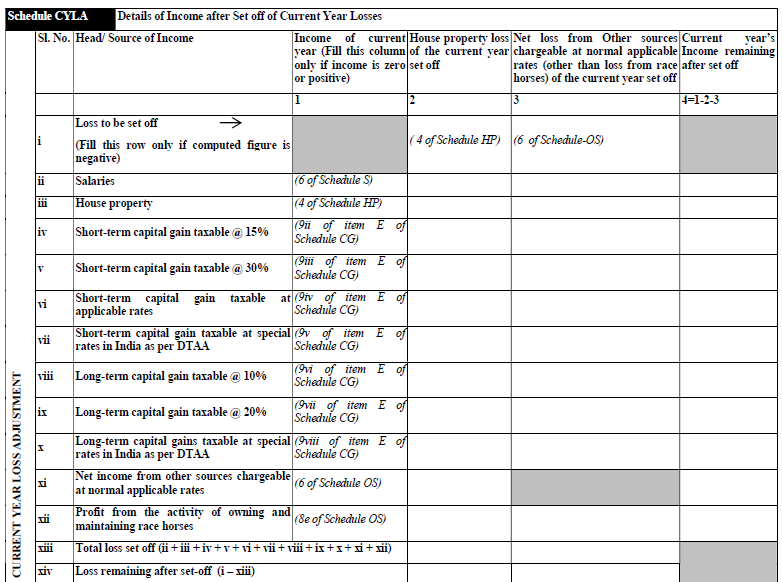 Schedule CYLA Details of Income after Set off of Current Year Losses
Sl. No. Head/ Source of Income
Income of current
year (Fill this column
only if income is zero
or positive)
House property loss
of the current year
set off
Net loss from Other sources
chargeable at normal applicable
rates (other than loss from race
horses) of the current year set off
Current year's
Income remaining
after set off
1 2 3 4=1-2-3
i
Loss to be set off →
(Fill this row only if computed figure is
negative)
( 4 of Schedule HP) (6 of Schedule-OS)
ii Salaries (6 of Schedule S)
iii House property (4 of Schedule HP)
iv Short-term capital gain taxable @ 15%
(9ii of item E of
Schedule CG)
v Short-term capital gain taxable @ 30%
(9iii of item E of
Schedule CG)
vi
Short-term capital gain taxable at
applicable rates
(9iv of item E of
Schedule CG)
vii
Short-term capital gain taxable at special
rates in India as per DTAA
(9v of item E of
Schedule CG)
viii Long-term capital gain taxable @ 10%
(9vi of item E of
Schedule CG)
ix Long-term capital gain taxable @ 20%
(9vii of item E of
Schedule CG)
x
Long-term capital gains taxable at special
rates in India as per DTAA
(9viii of item E of
Schedule CG)
xi
Net income from other sources chargeable
at normal applicable rates
(6 of Schedule OS)
xii
Profit from the activity of owning and
maintaining race horses
(8e of Schedule OS)
xiii Total loss set off (ii + iii + iv + v + vi + vii + viii + ix + x + xi + xii)
xiv Loss remaining after set-off (i – xiii)
CURRENT YEAR LOSS ADJUSTMENT